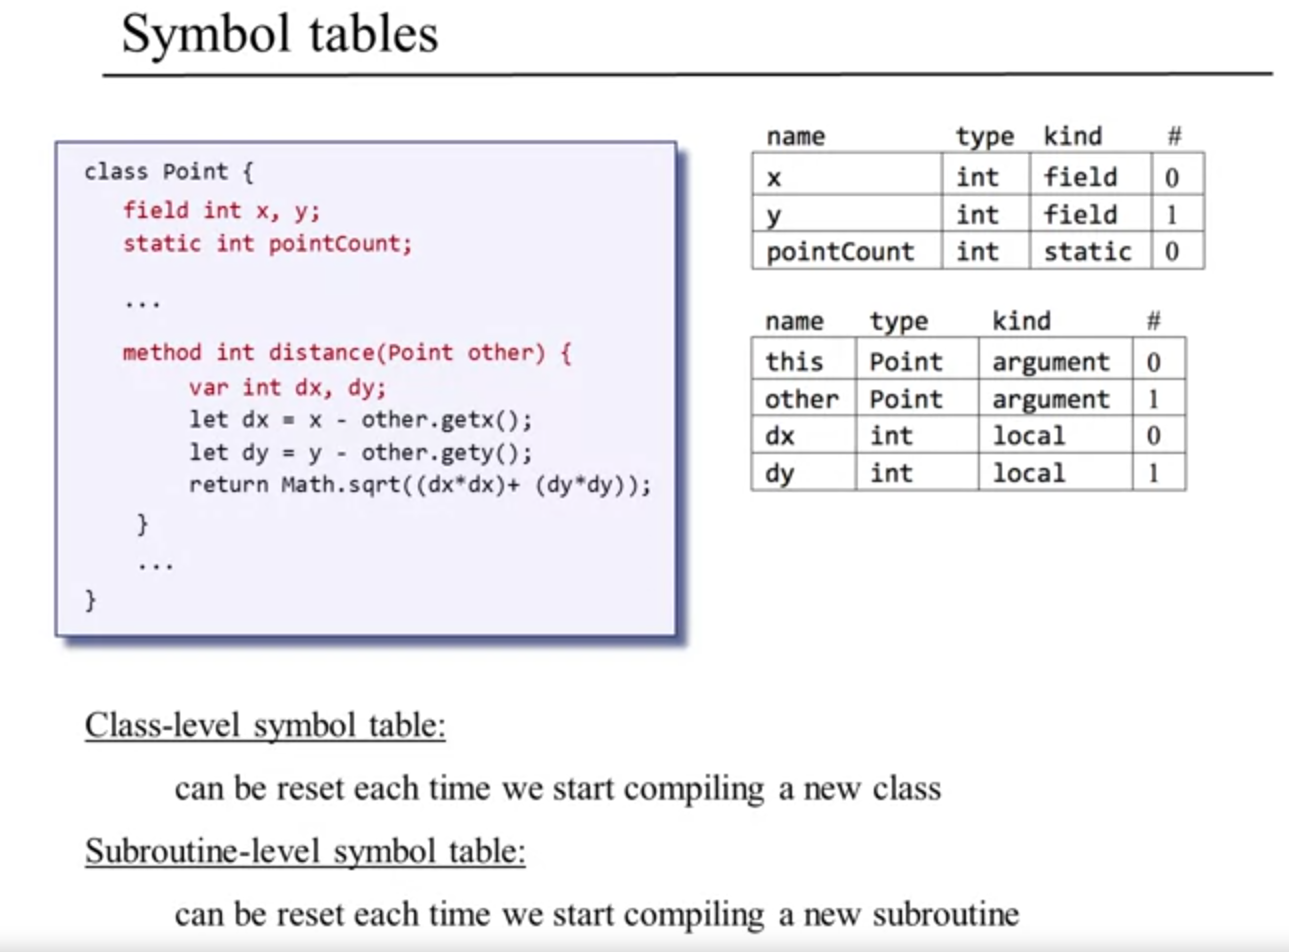 Symbol tables
class Point {
field int x, y;
static int pointCount;
...
method int distance(Point other) {
var int dx, dy;
let dx = x - other.getx();
let dy = y - other.gety();
return Math.sqrt((dx*dx)+ (dy*dy));
}
...
}
name type kind #
x int field 0
y int field 1
pointCount int static 0
name type kind #
this Point argument 0
other Point argument 1
dx int local 0
dy int local 1
Class-level symbol table:
can be reset each time we start compiling a new class
Subroutine-level symbol table:
can be reset each time we start compiling a new subroutine